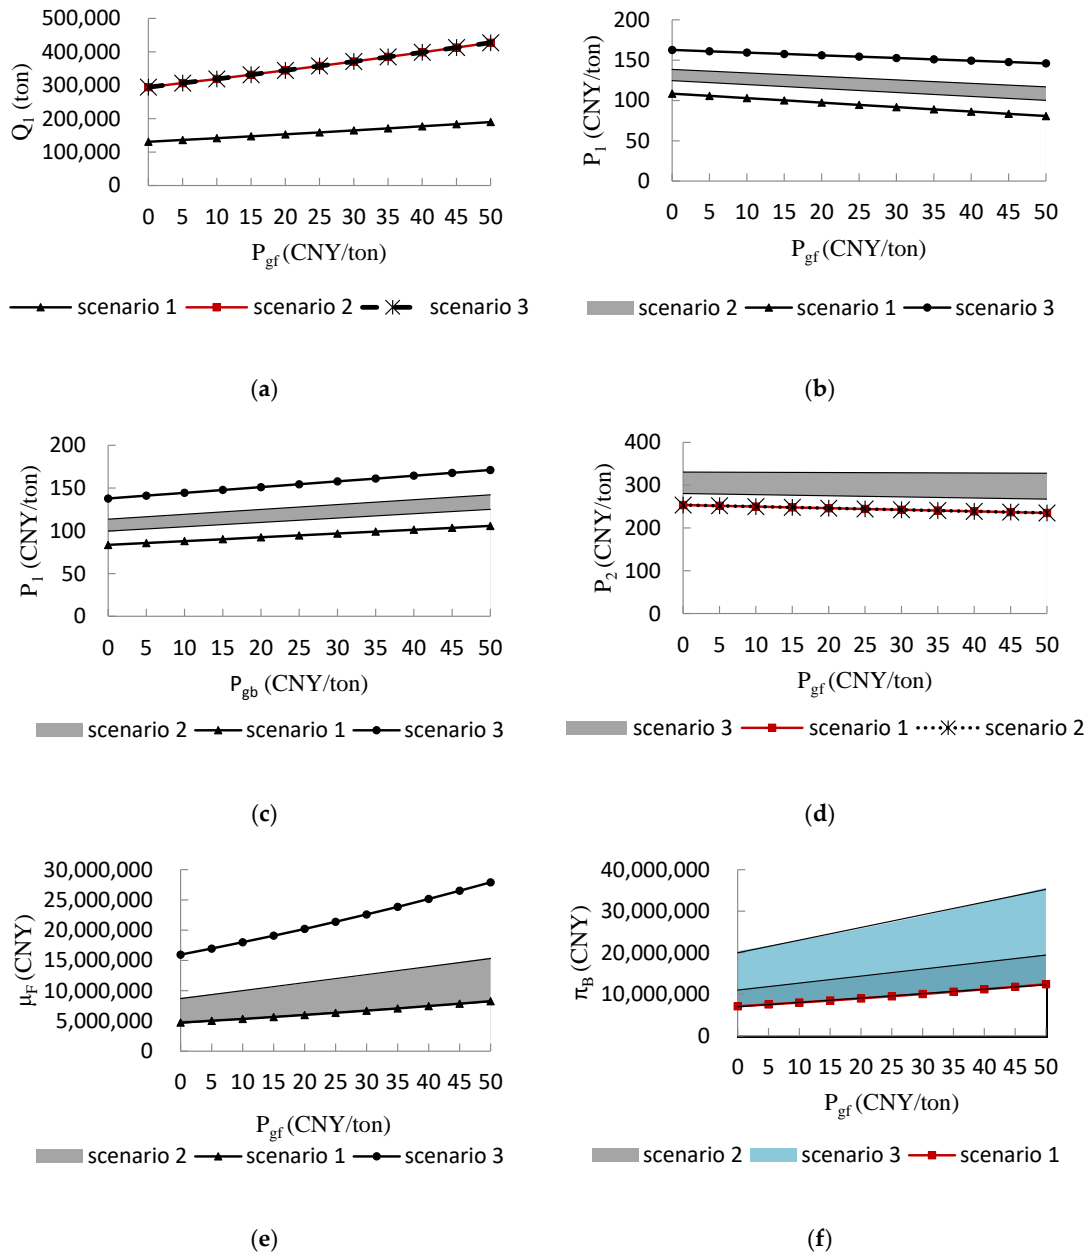 500,000
400,000
300,000
200,000
100,000
0
Q1 (ton)
0 5 10 15 20 25 30 35 40 45 50
Pgf (CNY/ton)
scenario 1 scenario 2 scenario 3
(a)
200
150
100
50
0
P1 (CNY/ton)
0 5 10 15 20 25 30 35 40 45 50
Pgf (CNY/ton)
scenario 2 scenario 1 scenario 3
(b)
200
150
100
50
0
P1 (CNY/ton)
0 5 10 15 20 25 30 35 40 45 50
Pgb (CNY/ton)
scenario 2 scenario 1 scenario 3
(c)
400
300
200
100
0
P2 (CNY/ton)
0 5 10 15 20 25 30 35 40 45 50
Pgf (CNY/ton)
scenario 3 scenario 1 scenario 2
(d)
30,000,000
25,000,000
20,000,000
15,000,000
10,000,000
5,000,000
0
μF (CNY)
0 5 10 15 20 25 30 35 40 45 50
Pgf (CNY/ton)
scenario 2 scenario 1 scenario 3
(e)
40,000,000
30,000,000
20,000,000
10,000,000
0
πB (CNY)
0 5 10 15 20 25 30 35 40 45 50
Pgf (CNY/ton)
scenario 2 scenario 3 scenario 1
(f)